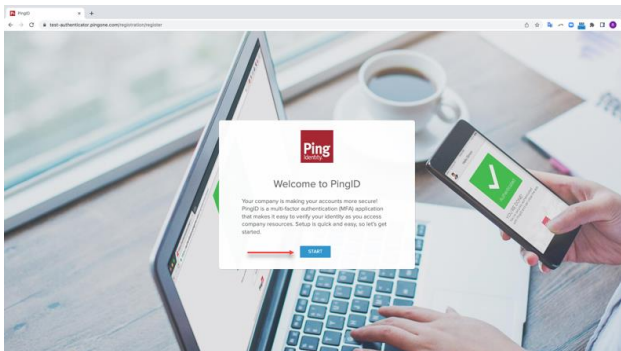 PingID
test-authenticator.pingone.com/registration/register
Ping
Identity
Welcome to PingID
Your company is making your accounts more secure!
PingID is a multi-factor authentication (MFA) application
that makes it easy to verify your identity as you access
company resources. Setup is quick and easy, so let's get
started.
START